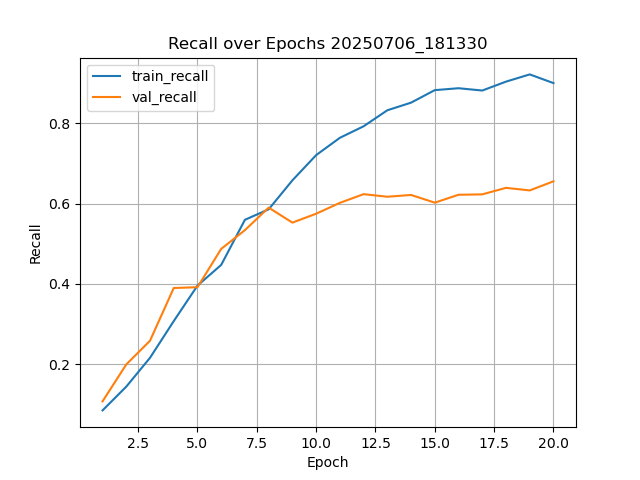 Recall over Epochs 20250706_181330
train_recall
val_recall
Recall
0.8
0.6
0.4
0.2
2.5 5.0 7.5 10.0 12.5 15.0 17.5 20.0
Epoch